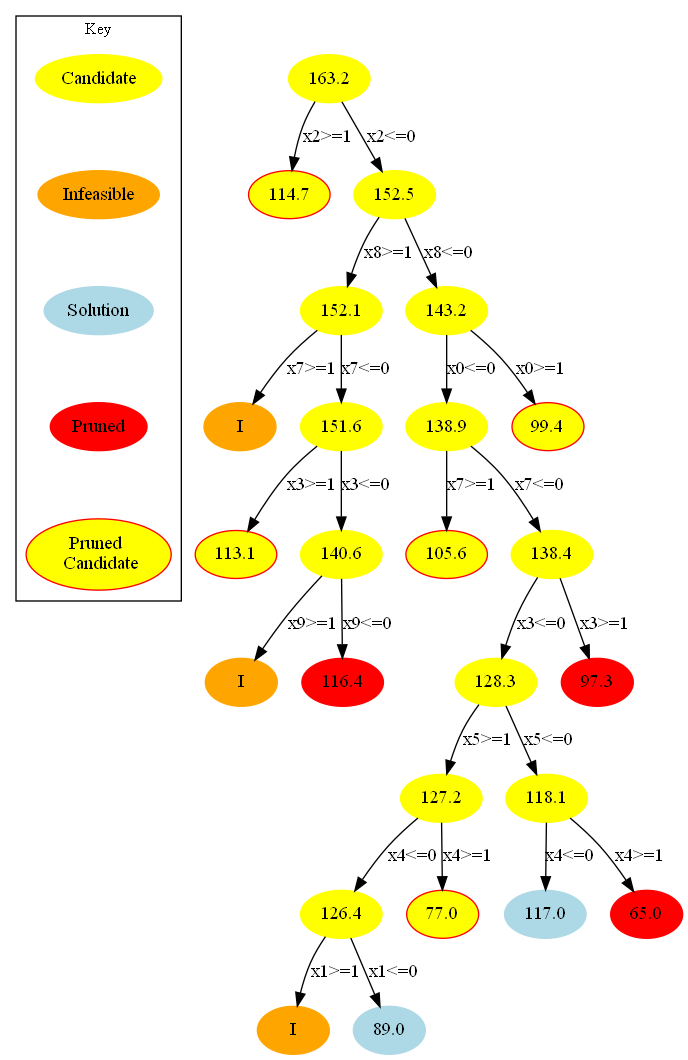 Key
Candidate
Infeasible
Solution
Pruned
Pruned
Candidate
163.2
x2>=1
x2<=0
114.7
152.5
x8>=1
x8<=0
152.1
143.2
x7>=1
x7<=0
x0<=0
x0>=1
I
151.6
138.9
99.4
x3>=1
x3<=0
x7>=1
x7<=0
113.1
140.6
105.6
138.4
x9>=1
x9<=0
x3<=0
x3>=1
I
116.4
128.3
97.3
x5>=1
x5<=0
127.2
118.1
x4<=0
x4>=1
x4<=0
x4>=1
126.4
77.0
117.0
65.0
x1>=1
x1<=0
I
89.0